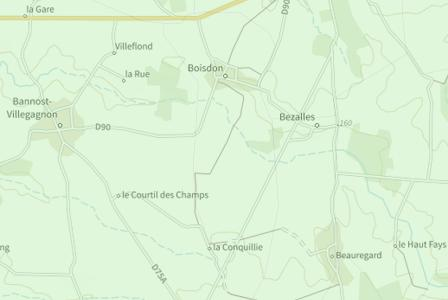 la Gare
D90
Villeflond
la Rue
Boisdon
Bannost-
Villegagnon
D90
Bezalles
160
le Courtil des Champs
la Conquillie
le Haut Fays
Beauregard
D75A
ng